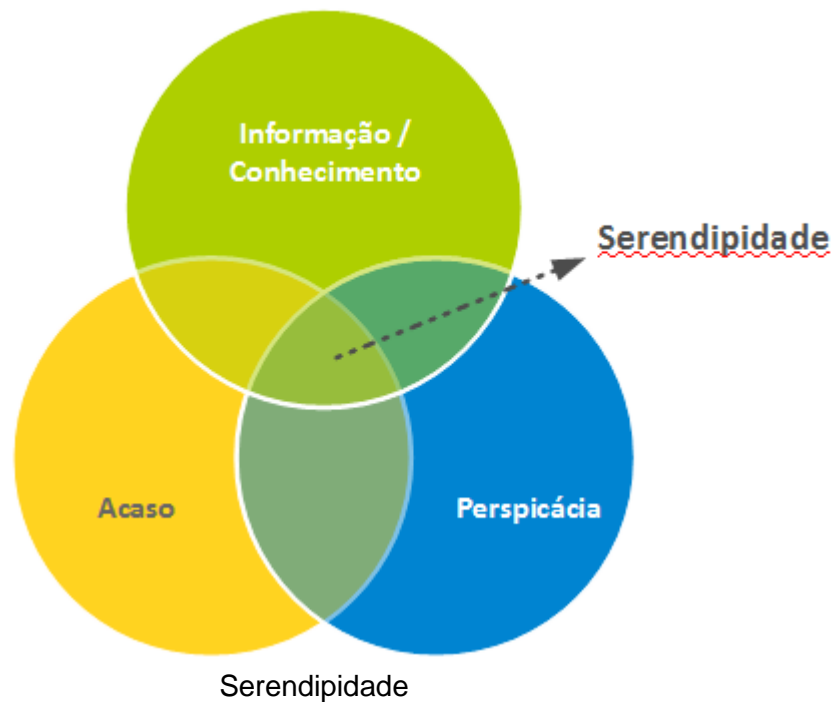 Informação /
Conhecimento
Serendipidade
Acaso
Perspicácia
Serendipidade